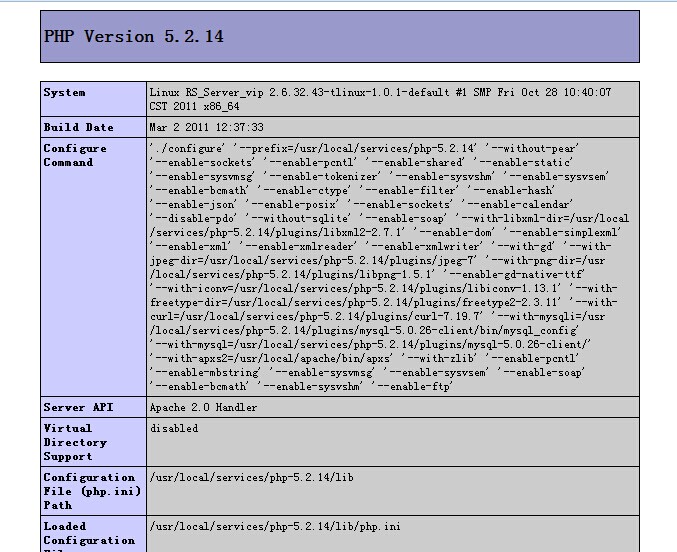 PHP Version 5.2.14
System
Linux RS_Server_vip 2.6.32.43-tlinux-1.0.1-default #1 SMP Fri Oct 28 10:40:07
CST 2011 x86_64
Build Date
Mar 2 2011 12:37:33
Configure
Command
'./configure' '--prefix=/usr/local/services/php-5.2.14' '--without-pear'
'--enable-sockets' '--enable-pcntl' '--enable-shared' '--enable-static'
'--enable-sysvmsg' '--enable-tokenizer' '--enable-sysvshm' '--enable-sysvsem'
'--enable-bcmath' '--enable-ctype' '--enable-filter' '--enable-hash'
'--enable-json' '--enable-posix' '--enable-sockets' '--enable-calendar'
'--disable-pdo' '--without-sqlite' '--enable-soap' '--with-libxml-dir=/usr/local
/services/php-5.2.14/plugins/libxml2-2.7.1' '--enable-dom' '--enable-simplexml'
'--enable-xml' '--enable-xmlreader' '--enable-xmlwriter' '--with-gd' '--with-
jpeg-dir=/usr/local/services/php-5.2.14/plugins/jpeg-7' '--with-png-dir=/usr
/local/services/php-5.2.14/plugins/libpng-1.5.1' '--enable-gd-native-ttf'
'--with-iconv=/usr/local/services/php-5.2.14/plugins/libiconv-1.13.1' '--with-
freetype-dir=/usr/local/services/php-5.2.14/plugins/freetype2-2.3.11' '--with-
curl=/usr/local/services/php-5.2.14/plugins/curl-7.19.7' '--with-mysqli=/usr
/local/services/php-5.2.14/plugins/mysql-5.0.26-client/bin/mysql_config'
'--with-mysql=/usr/local/services/php-5.2.14/plugins/mysql-5.0.26-client/'
'--with-apxs2=/usr/local/apache/bin/apxs' '--with-zlib' '--enable-pcntl'
'--enable-mbstring' '--enable-sysvmsg' '--enable-sysvsem' '--enable-soap'
'--enable-bcmath' '--enable-sysvshm' '--enable-ftp'
Server API
Apache 2.0 Handler
Virtual
Directory
Support
disabled
Configuration
File (php.ini)
Path
/usr/local/services/php-5.2.14/lib
Loaded
Configuration
/usr/local/services/php-5.2.14/lib/php.ini